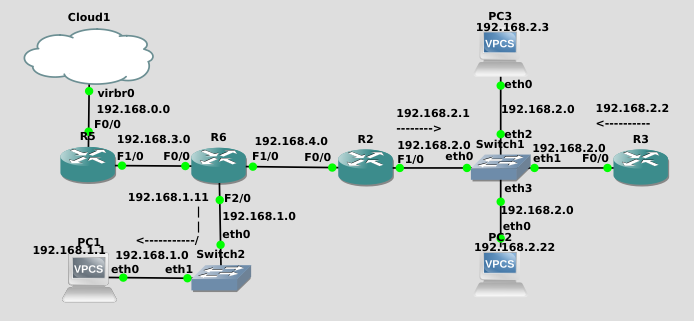 Cloud1
virbr0
192.168.0.0
F0/0
R5
192.168.3.0
F1/0
F0/0
R6
192.168.4.0
F1/0
F0/0
R2
192.168.2.1
-------->
192.168.2.0
F1/0
eth0
PC3
192.168.2.3
VPCS
eth0
192.168.2.0
eth2
Switch1
192.168.2.2
<----------
192.168.2.0
eth1
F0/0
R3
eth3
192.168.2.0
eth0
PC2
192.168.2.22
VPCS
192.168.1.11
|
|
<-----------/
F2/0
192.168.1.0
eth0
Switch2
PC1
192.168.1.1
VPCS
192.168.1.0
eth0
eth1